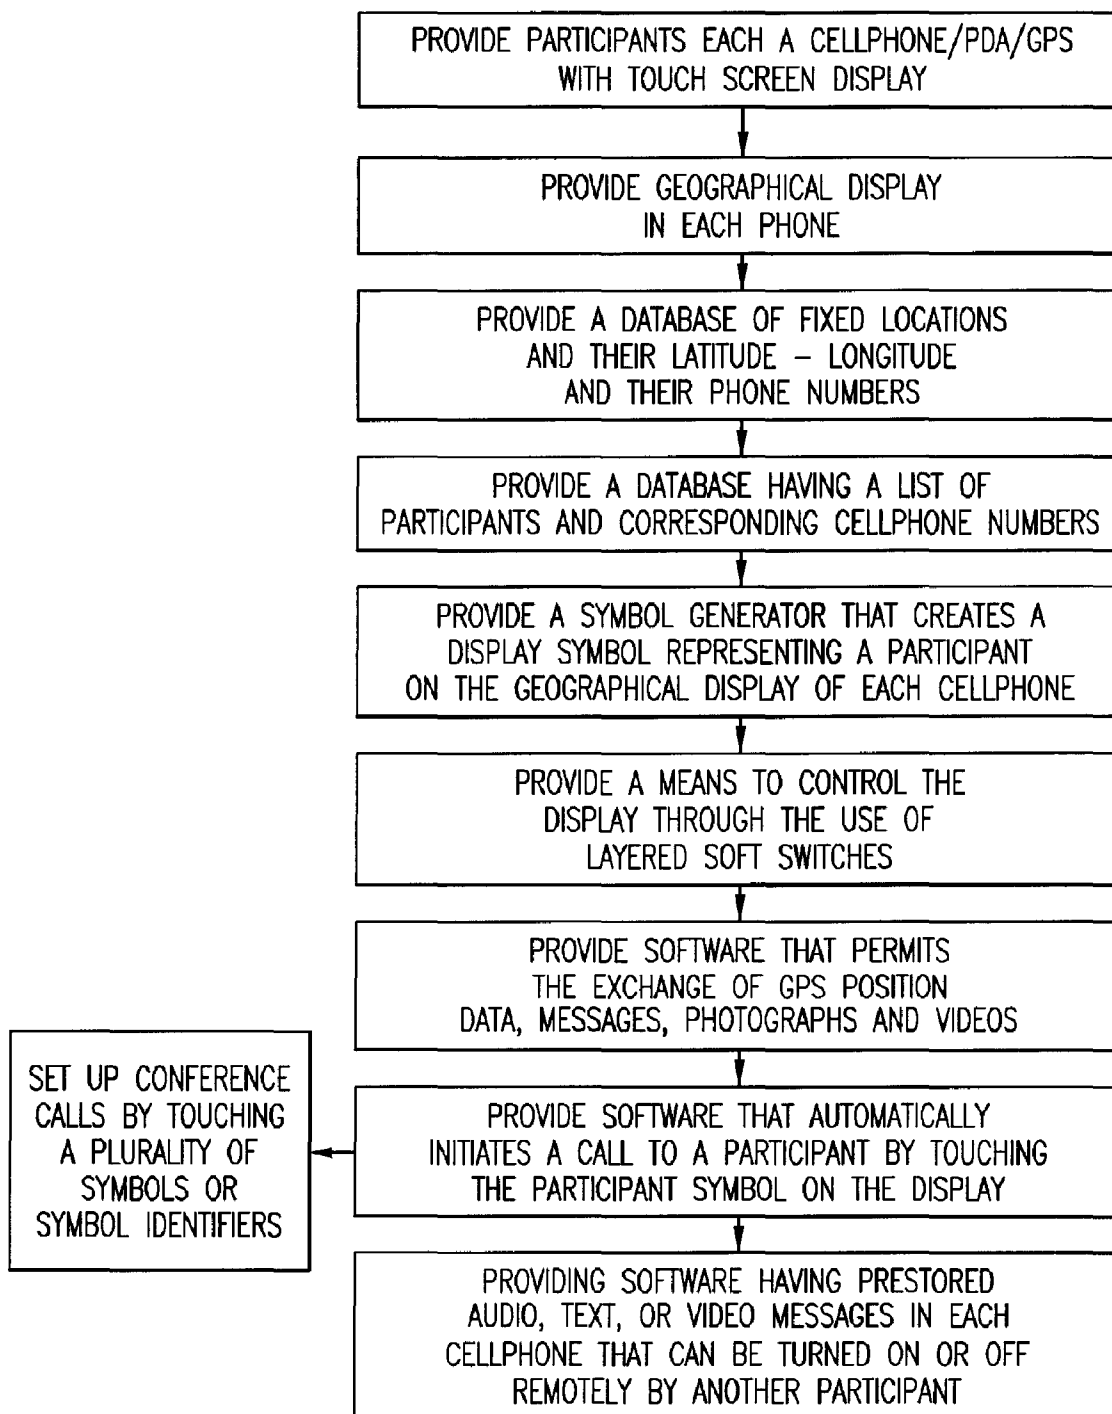 PROVIDE PARTICIPANTS EACH A CELLPHONE/PDA/GPS
WITH TOUCH SCREEN DISPLAY
PROVIDE GEOGRAPHICAL DISPLAY
IN EACH PHONE
PROVIDE A DATABASE OF FIXED LOCATIONS
AND THEIR LATITUDE – LONGITUDE
AND THEIR PHONE NUMBERS
PROVIDE A DATABASE HAVING A LIST OF
PARTICIPANTS AND CORRESPONDING CELLPHONE NUMBERS
PROVIDE A SYMBOL GENERATOR THAT CREATES A
DISPLAY SYMBOL REPRESENTING A PARTICIPANT
ON THE GEOGRAPHICAL DISPLAY OF EACH CELLPHONE
PROVIDE A MEANS TO CONTROL THE
DISPLAY THROUGH THE USE OF
LAYERED SOFT SWITCHES
PROVIDE SOFTWARE THAT PERMITS
THE EXCHANGE OF GPS POSITION
DATA, MESSAGES, PHOTOGRAPHS AND VIDEOS
PROVIDE SOFTWARE THAT AUTOMATICALLY
INITIATES A CALL TO A PARTICIPANT BY TOUCHING
THE PARTICIPANT SYMBOL ON THE DISPLAY
SET UP CONFERENCE
CALLS BY TOUCHING
A PLURALITY OF
SYMBOLS OR
SYMBOL IDENTIFIERS
PROVIDING SOFTWARE HAVING PRESTORED
AUDIO, TEXT, OR VIDEO MESSAGES IN EACH
CELLPHONE THAT CAN BE TURNED ON OR OFF
REMOTELY BY ANOTHER PARTICIPANT